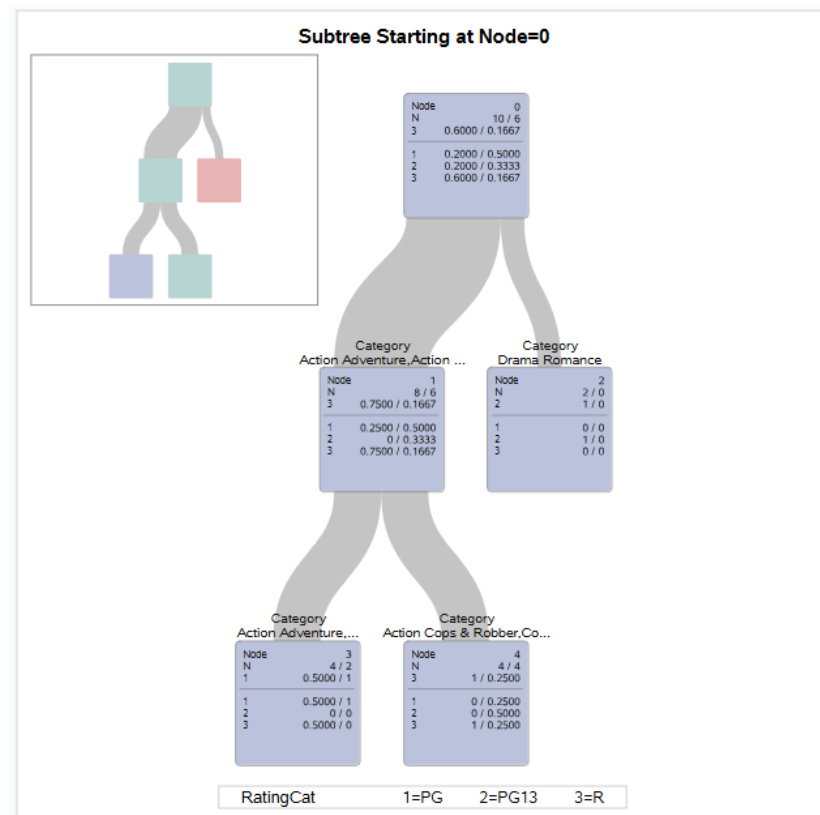 Subtree Starting at Node=0
Node 0
N 10 / 6
3 0.6000 / 0.1667
1 0.2000 / 0.5000
2 0.2000 / 0.3333
3 0.6000 / 0.1667
Category
Action Adventure,Action ...
Node 1
N 8 / 6
3 0.7500 / 0.1667
1 0.2500 / 0.5000
2 0 / 0.3333
3 0.7500 / 0.1667
Category
Drama Romance
Node 2
N 2 / 0
2 1 / 0
1 0 / 0
2 1 / 0
3 0 / 0
Category
Action Adventure,...
Node 3
N 4 / 2
1 0.5000 / 1
1 0.5000 / 1
2 0 / 0
3 0.5000 / 0
Category
Action Cops & Robber,Co...
Node 4
N 4 / 4
3 1 / 0.2500
1 0 / 0.2500
2 0 / 0.5000
3 1 / 0.2500
RatingCat 1=PG 2=PG13 3=R